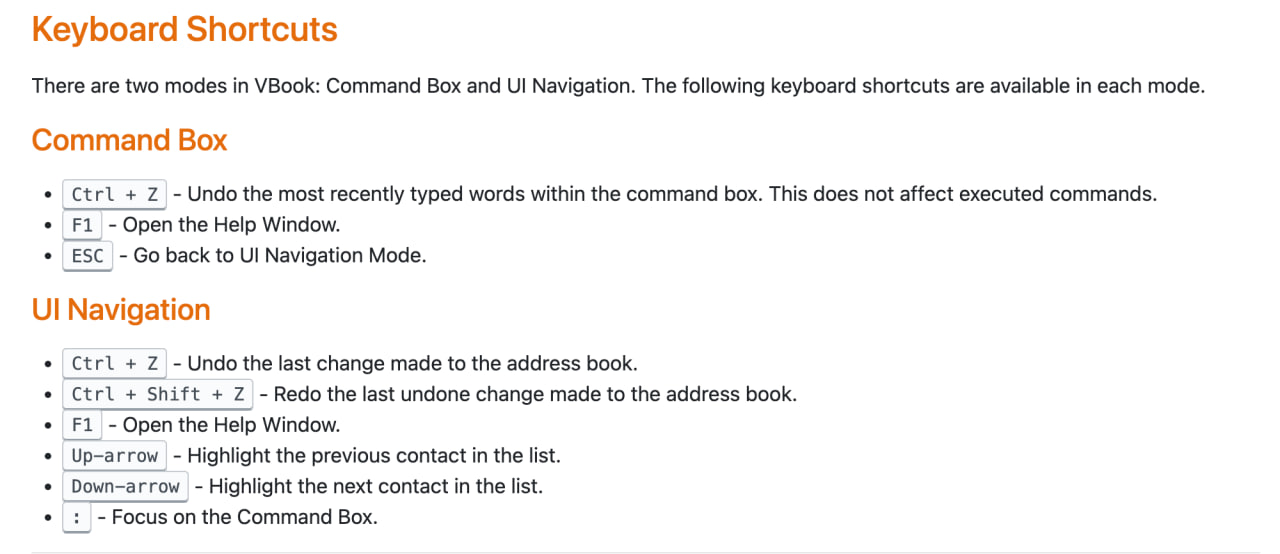 Keyboard Shortcuts
There are two modes in VBook: Command Box and UI Navigation. The following keyboard shortcuts are available in each mode.
Command Box
• Ctrl + Z - Undo the most recently typed words within the command box. This does not affect executed commands.
• F1 - Open the Help Window.
• ESC - Go back to UI Navigation Mode.
UI Navigation
• Ctrl + Z - Undo the last change made to the address book.
• Ctrl + Shift + Z - Redo the last undone change made to the address book.
• F1 - Open the Help Window.
• Up-arrow - Highlight the previous contact in the list.
• Down-arrow - Highlight the next contact in the list.
• : - Focus on the Command Box.